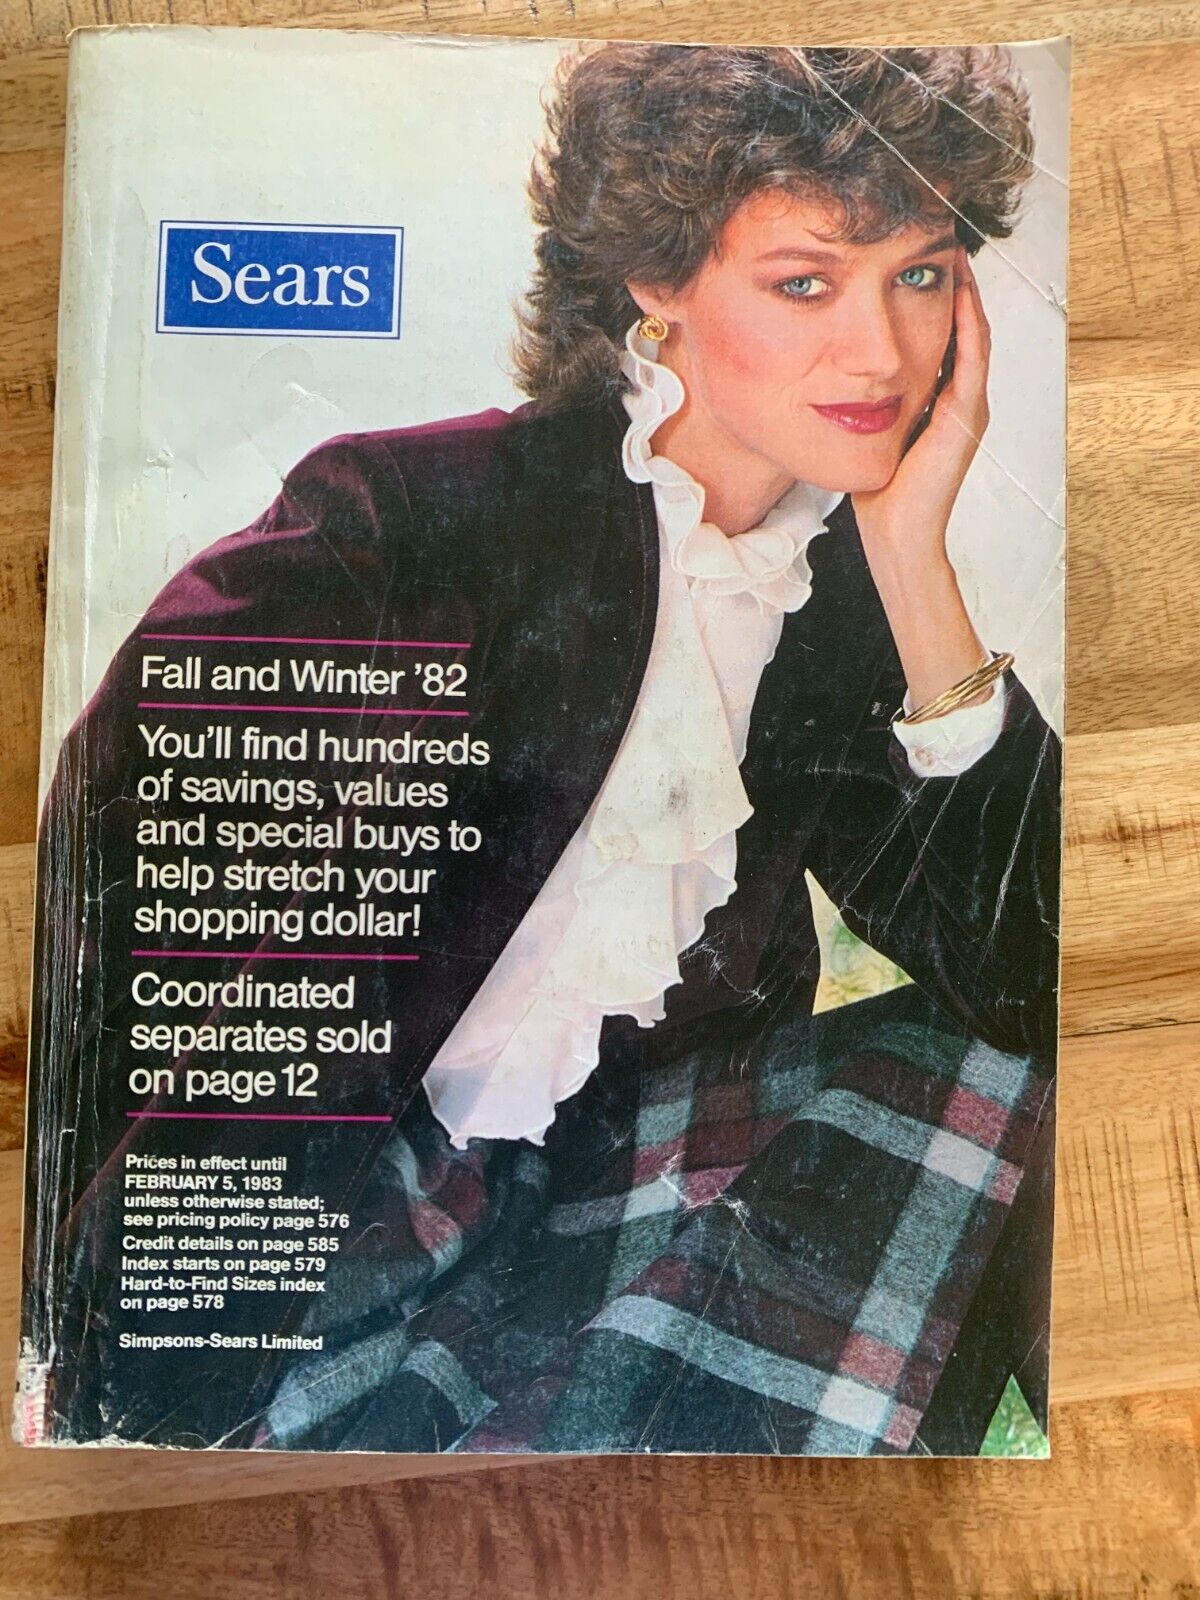 Sears
Fall and Winter '82
You'll find hundreds
of savings, values
and special buys to
help stretch your
shopping dollar!
Coordinated
separates sold
on page 12
Prices in effect until
FEBRUARY 5, 1983
unless otherwise stated;
see pricing policy page 576
Credit details on page 585
Index starts on page 579
Hard-to-Find Sizes index
on page 578
Simpsons-Sears Limited